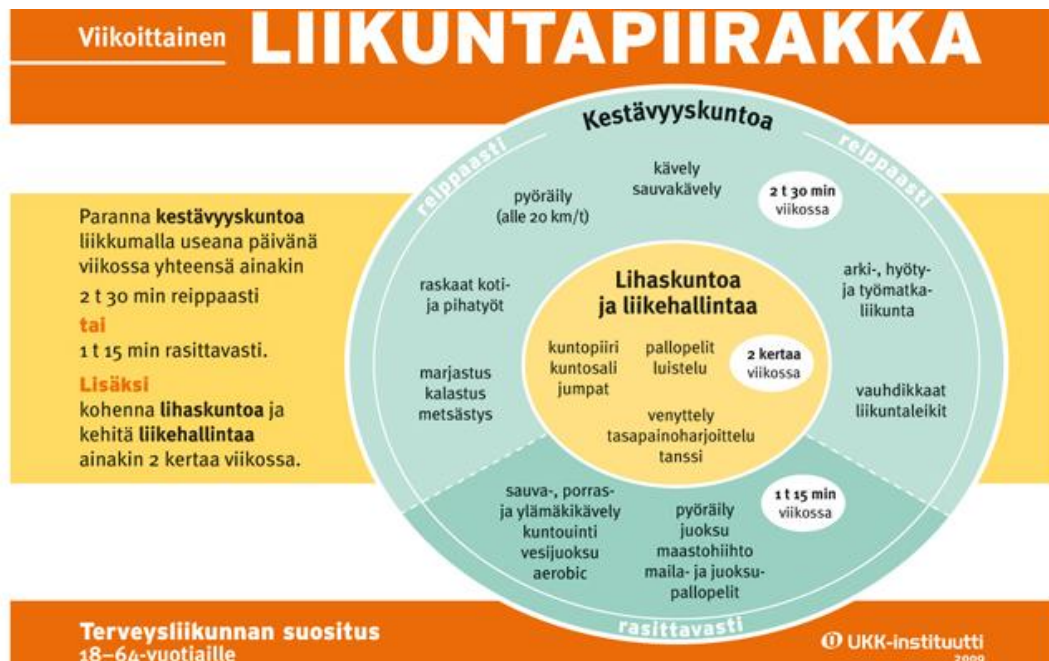 Viikoittainen LIIKUNTAPIIRAKKA
Paranna kestävyyskuntoa
liikkumalla useana päivänä
viikossa yhteensä ainakin
2 t 30 min reippaasti
tai
1 t 15 min rasittavasti.
Lisäksi
kohenna lihaskuntoa ja
kehitä liikehallintaa
ainakin 2 kertaa viikossa.
Kestävyyskuntoa
reippaasti
reippaasti
kävely
sauvakävely
2 t 30 min
viikossa
pyöräily
(alle 20 km/t)
raskaat koti-
ja pihatyöt
arki-, hyöty-
ja työmatka-
liikunta
marjastus
kalastus
metsästys
vauhdikkaat
liikuntaleikit
Lihaskuntoa
ja liikehallintaa
kuntopiiri
kuntosali
jumpat
pallopelit
luistelu
2 kertaa
viikossa
venyttely
tasapainoharjoittelu
tanssi
sauva-, porras-
ja ylämäkikävely
kuntouinti
vesijuoksu
aerobic
pyöräily
juoksu
maastohiihto
maila- ja juoksu-
pallopelit
1 t 15 min
viikossa
rasittavasti
Terveysliikunnan suositus
18–64-vuotiaille
UKK-instituutti
2009